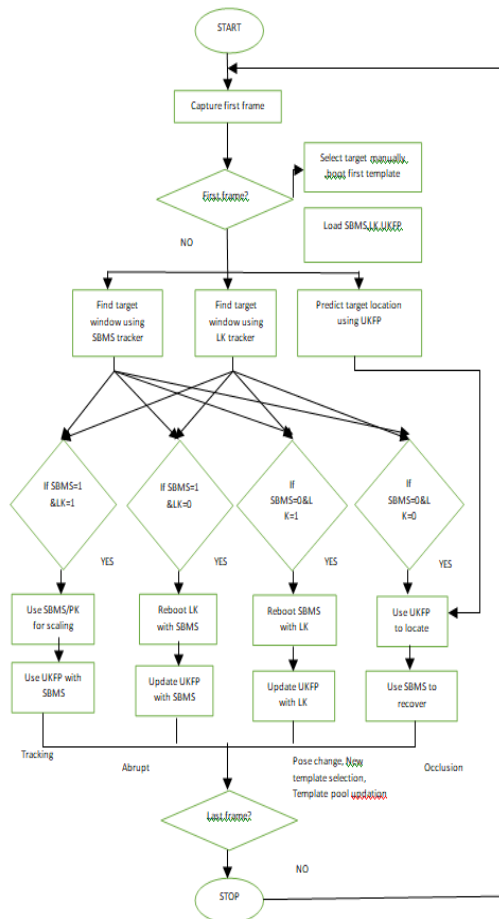 START
Capture first frame
Select target manually,
boot first template
First frame?
Load SBMS,LK,UKFP
NO
Find target
window using
SBMS tracker
Find target
window using
LK tracker
Predict target location
using UKFP
If SBMS=1
&LK=1
If SBMS=1
&LK=0
If
SBMS=0&L
K=1
If
SBMS=0&L
K=0
YES
YES
YES
YES
Use SBMS/PK
for scaling
Reboot LK
with SBMS
Reboot SBMS
with LK
Use UKFP
to locate
Use UKFP with
SBMS
Update UKFP
with SBMS
Update UKFP
with LK
Use SBMS to
recover
Tracking
Abrupt
Pose change, New
template selection,
Template pool updation
Occlusion
Last frame?
NO
STOP